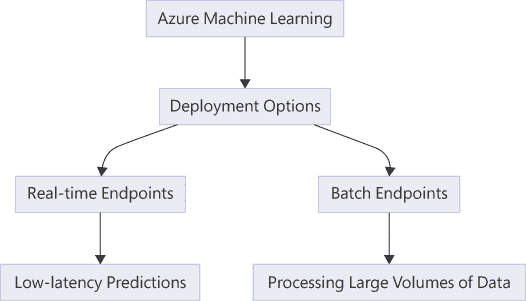 Azure Machine Learning
Deployment Options
Real-time Endpoints
Batch Endpoints
Low-latency Predictions
Processing Large Volumes of Data